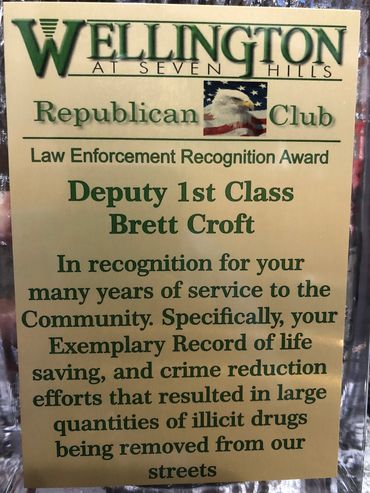 WELLINGTON
AT SEVEN HILLS
Republican Club
Law Enforcement Recognition Award
Deputy 1st Class
Brett Croft
In recognition for your
many years of service to the
Community. Specifically, your
Exemplary Record of life
saving, and crime reduction
efforts that resulted in large
quantities of illicit drugs
being removed from our
streets